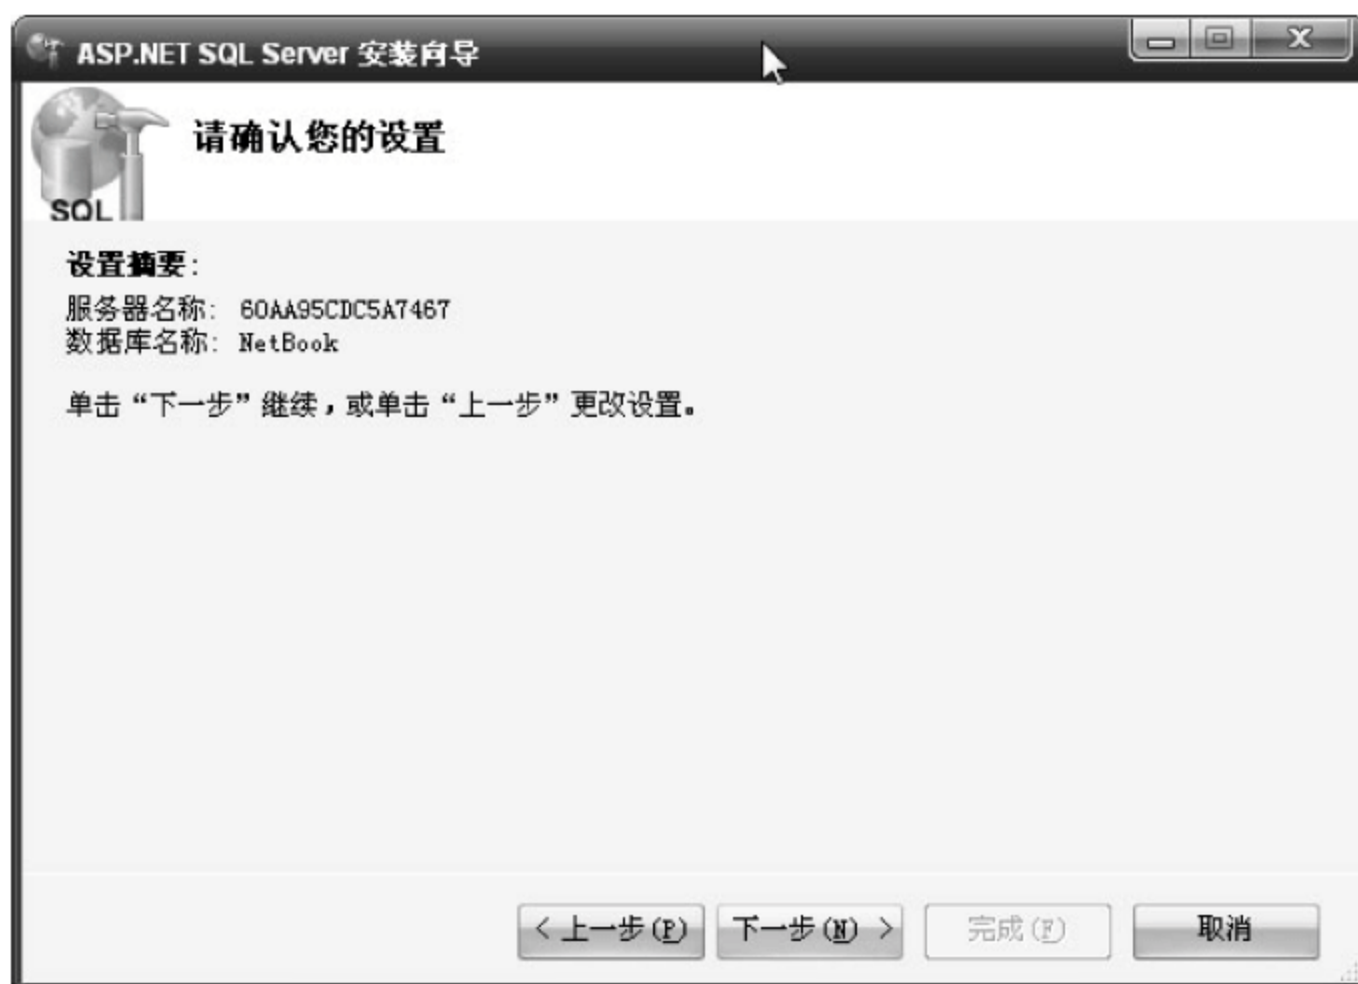 ASP.NET SQL Server 安装向导
请确认您的设置
SQL
设置摘要:
服务器名称: 60AA95CDC5A7467
数据库名称: NetBook
单击“下一步”继续，或单击“上一步”更改设置。
< 上一步(P) 下一步(N) > 完成(F) 取消